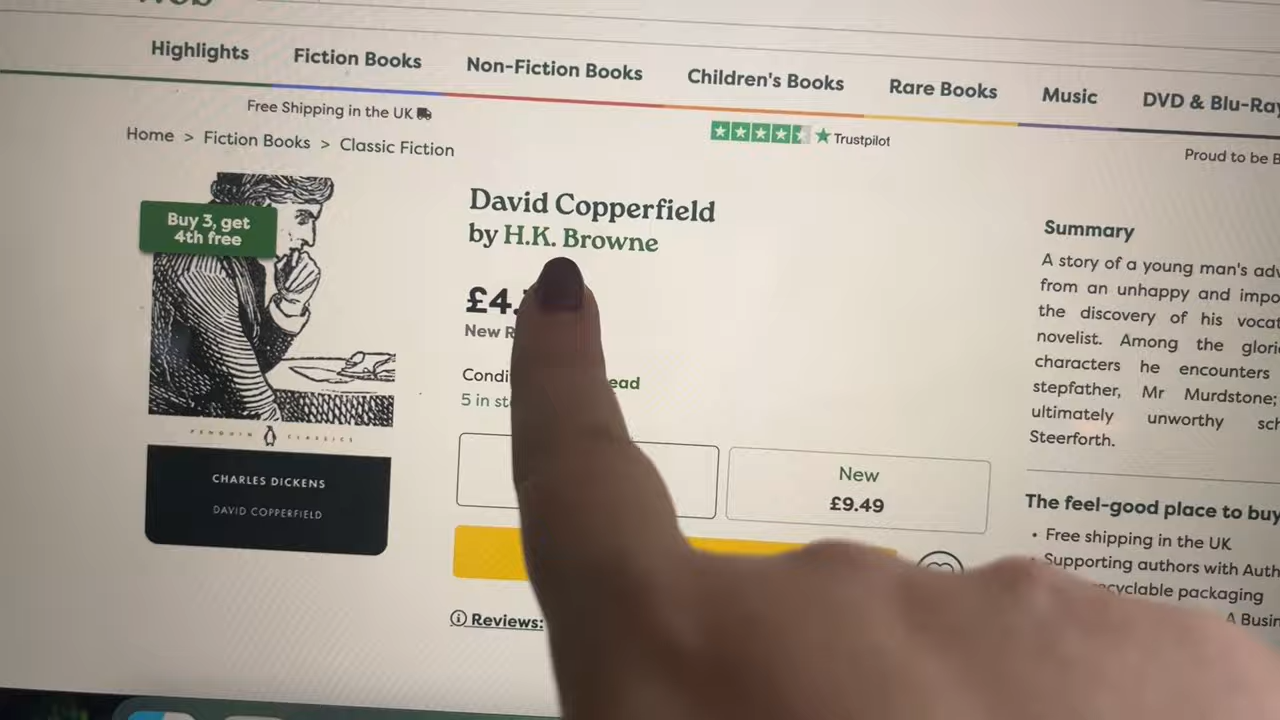 Highlights
Fiction Books
Non-Fiction Books
Children's Books
Rare Books
Music
DVD & Blu-Ray
Free Shipping in the UK
Trustpilot
Proud to be B
Home > Fiction Books > Classic Fiction
Buy 3, get
4th free
PENGUIN CLASSICS
CHARLES DICKENS
DAVID COPPERFIELD
David Copperfield
by H.K. Browne
£4.
New R
Condi ead
5 in st
New
£9.49
Reviews:
Summary
A story of a young man's adv
from an unhappy and impo
the discovery of his vocat
novelist. Among the glori
characters he encounters
stepfather, Mr Murdstone;
ultimately unworthy sch
Steerforth.
The feel-good place to buy
• Free shipping in the UK
Supporting authors with Auth
ecyclable packaging
A Busin